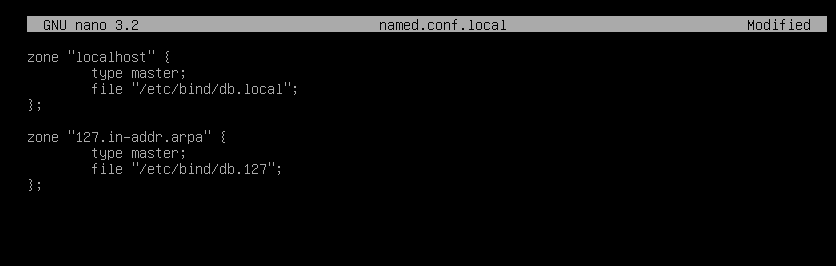 GNU nano 3.2 named.conf.local Modified
zone "localhost" {
type master;
file "/etc/bind/db.local";
};
zone "127.in-addr.arpa" {
type master;
file "/etc/bind/db.127";
};